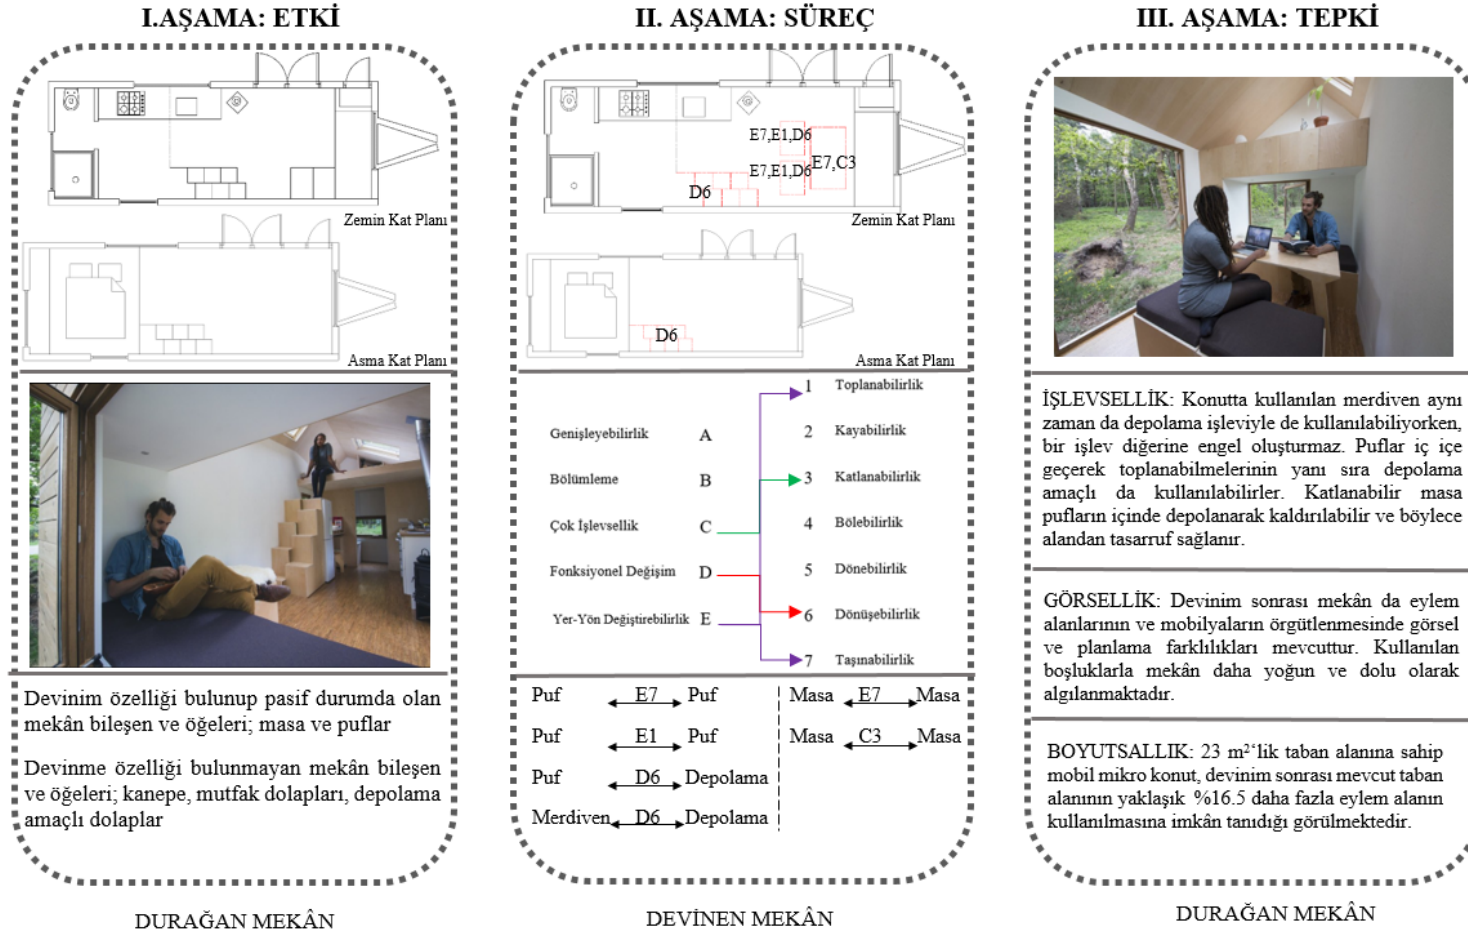 I.AŞAMA: ETKİ
Zemin Kat Planı
Asma Kat Planı
Devinim özelliği bulunup pasif durumda olan
mekân bileşen ve öğeleri; masa ve puflar
Devinme özelliği bulunmayan mekân bileşen
ve öğeleri; kanepe, mutfak dolapları, depolama
amaçlı dolaplar
DURAĞAN MEKÂN
II. AŞAMA: SÜREÇ
E7,E1,D6
E7,C3
E7,E1,D6
D6
Zemin Kat Planı
D6
Asma Kat Planı
1 Toplanabilirlik
Genişleyebilirlik A 2 Kayabilirlik
Bölümleme B 3 Katlanabilirlik
Çok İşlevsellik C 4 Bölebilirlik
Fonksiyonel Değişim D 5 Dönebilirlik
Yer-Yön Değiştirebilirlik E 6 Dönüşebilirlik
7 Taşınabilirlik
Puf E7 Puf Masa E7 Masa
Puf E1 Puf Masa C3 Masa
Puf D6 Depolama
Merdiven D6 Depolama
DEVİNEN MEKÂN
III. AŞAMA: TEPKİ
İŞLEVSELLİK: Konutta kullanılan merdiven aynı
zaman da depolama işleviyle de kullanılabiliyorken,
bir işlev diğerine engel oluşturmaz. Puflar iç içe
geçerek toplanabilmelerinin yanı sıra depolama
amaçlı da kullanılabilirler. Katlanabilir masa
pufların içinde depolanarak kaldırılabilir ve böylece
alandan tasarruf sağlanır.
GÖRSELLİK: Devinim sonrası mekân da eylem
alanlarının ve mobilyaların örgütlenmesinde görsel
ve planlama farklılıkları mevcuttur. Kullanılan
boşluklarla mekân daha yoğun ve dolu olarak
algılanmaktadır.
BOYUTSALLIK: 23 m²‘lik taban alanına sahip
mobil mikro konut, devinim sonrası mevcut taban
alanının yaklaşık %16.5 daha fazla eylem alanın
kullanılmasına imkân tanıdığı görülmektedir.
DURAĞAN MEKÂN